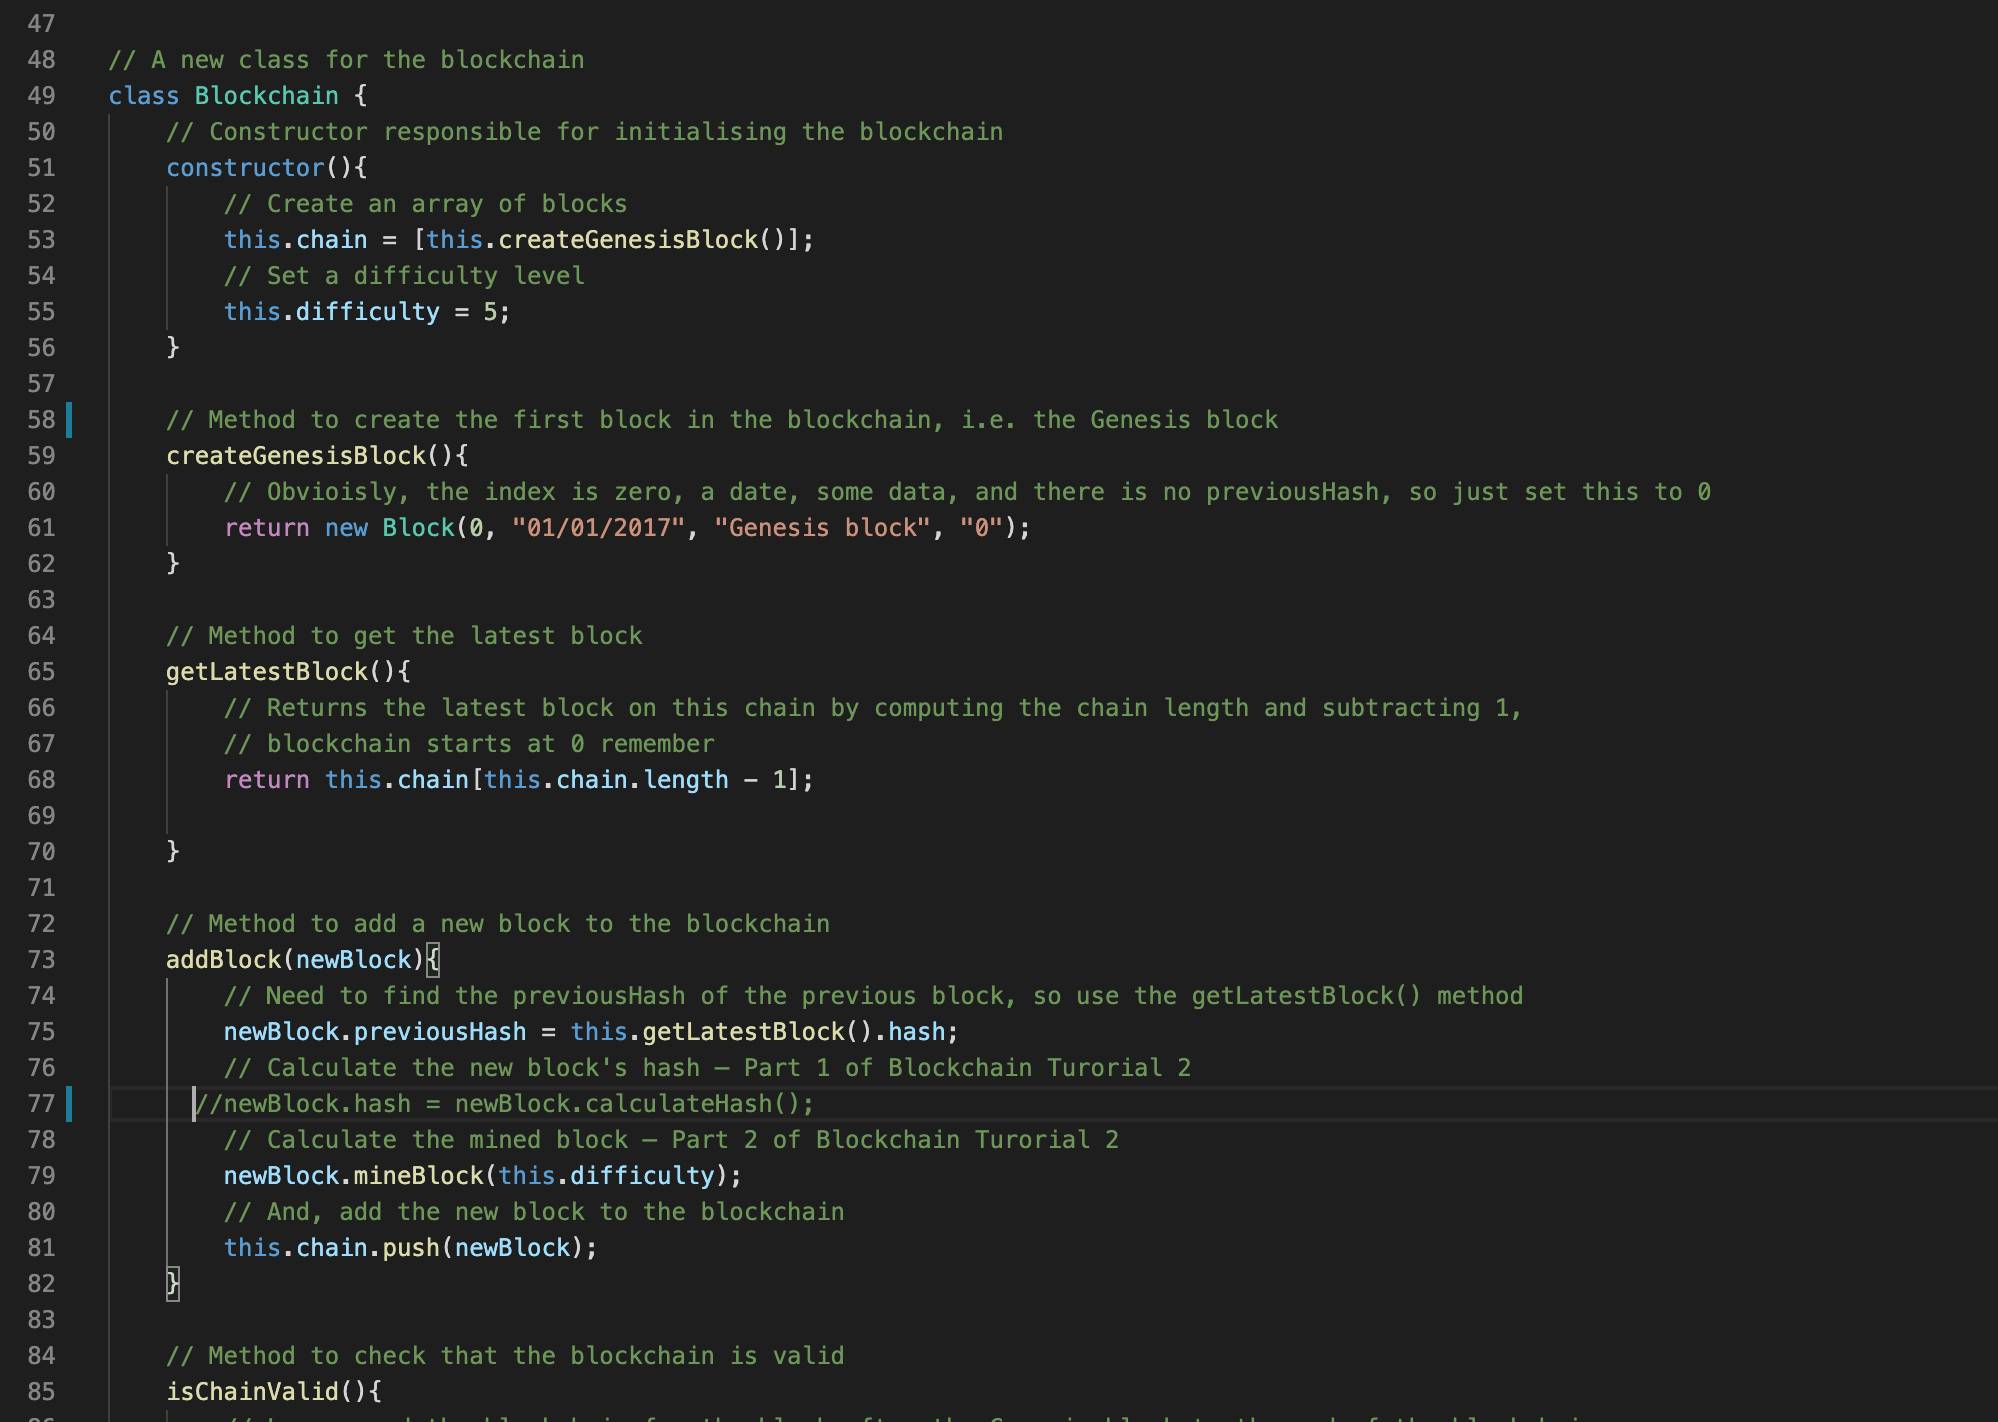 47
48 // A new class for the blockchain
49 class Blockchain {
50 // Constructor responsible for initialising the blockchain
51 constructor(){
52 // Create an array of blocks
53 this.chain = [this.createGenesisBlock()];
54 // Set a difficulty level
55 this.difficulty = 5;
56 }
57
58 // Method to create the first block in the blockchain, i.e. the Genesis block
59 createGenesisBlock(){
60 // Obvioisly, the index is zero, a date, some data, and there is no previousHash, so just set this to 0
61 return new Block(0, "01/01/2017", "Genesis block", "0");
62 }
63
64 // Method to get the latest block
65 getLatestBlock(){
66 // Returns the latest block on this chain by computing the chain length and subtracting 1,
67 // blockchain starts at 0 remember
68 return this.chain[this.chain.length - 1];
69
70 }
71
72 // Method to add a new block to the blockchain
73 addBlock(newBlock){
74 // Need to find the previousHash of the previous block, so use the getLatestBlock() method
75 newBlock.previousHash = this.getLatestBlock().hash;
76 // Calculate the new block's hash – Part 1 of Blockchain Turorial 2
77 //newBlock.hash = newBlock.calculateHash();
78 // Calculate the mined block – Part 2 of Blockchain Turorial 2
79 newBlock.mineBlock(this.difficulty);
80 // And, add the new block to the blockchain
81 this.chain.push(newBlock);
82 }
83
84 // Method to check that the blockchain is valid
85 isChainValid(){